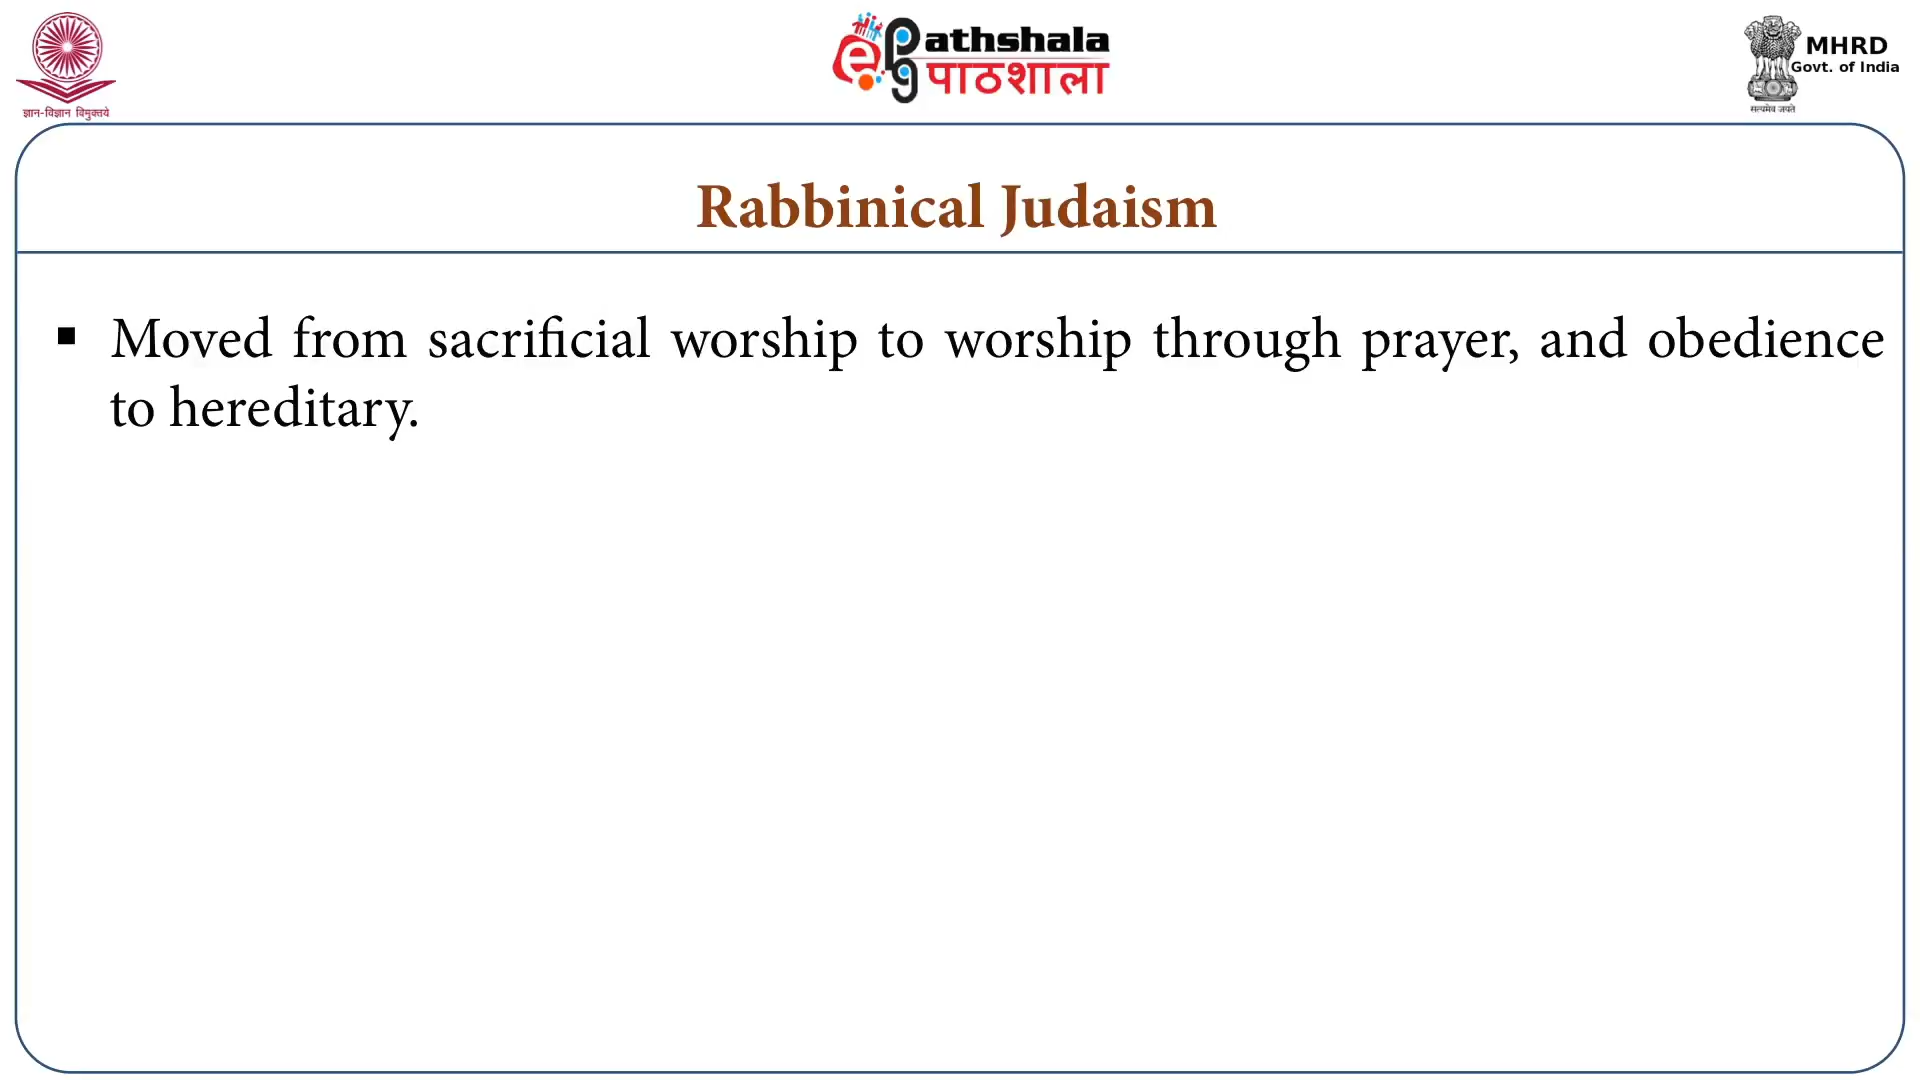 ज्ञान-विज्ञान विमुक्तये
ePathshala
पाठशाला
MHRD
Govt. of India
सत्यमेव जयते
Rabbinical Judaism
▪ Moved from sacrificial worship to worship through prayer, and obedience
to hereditary.